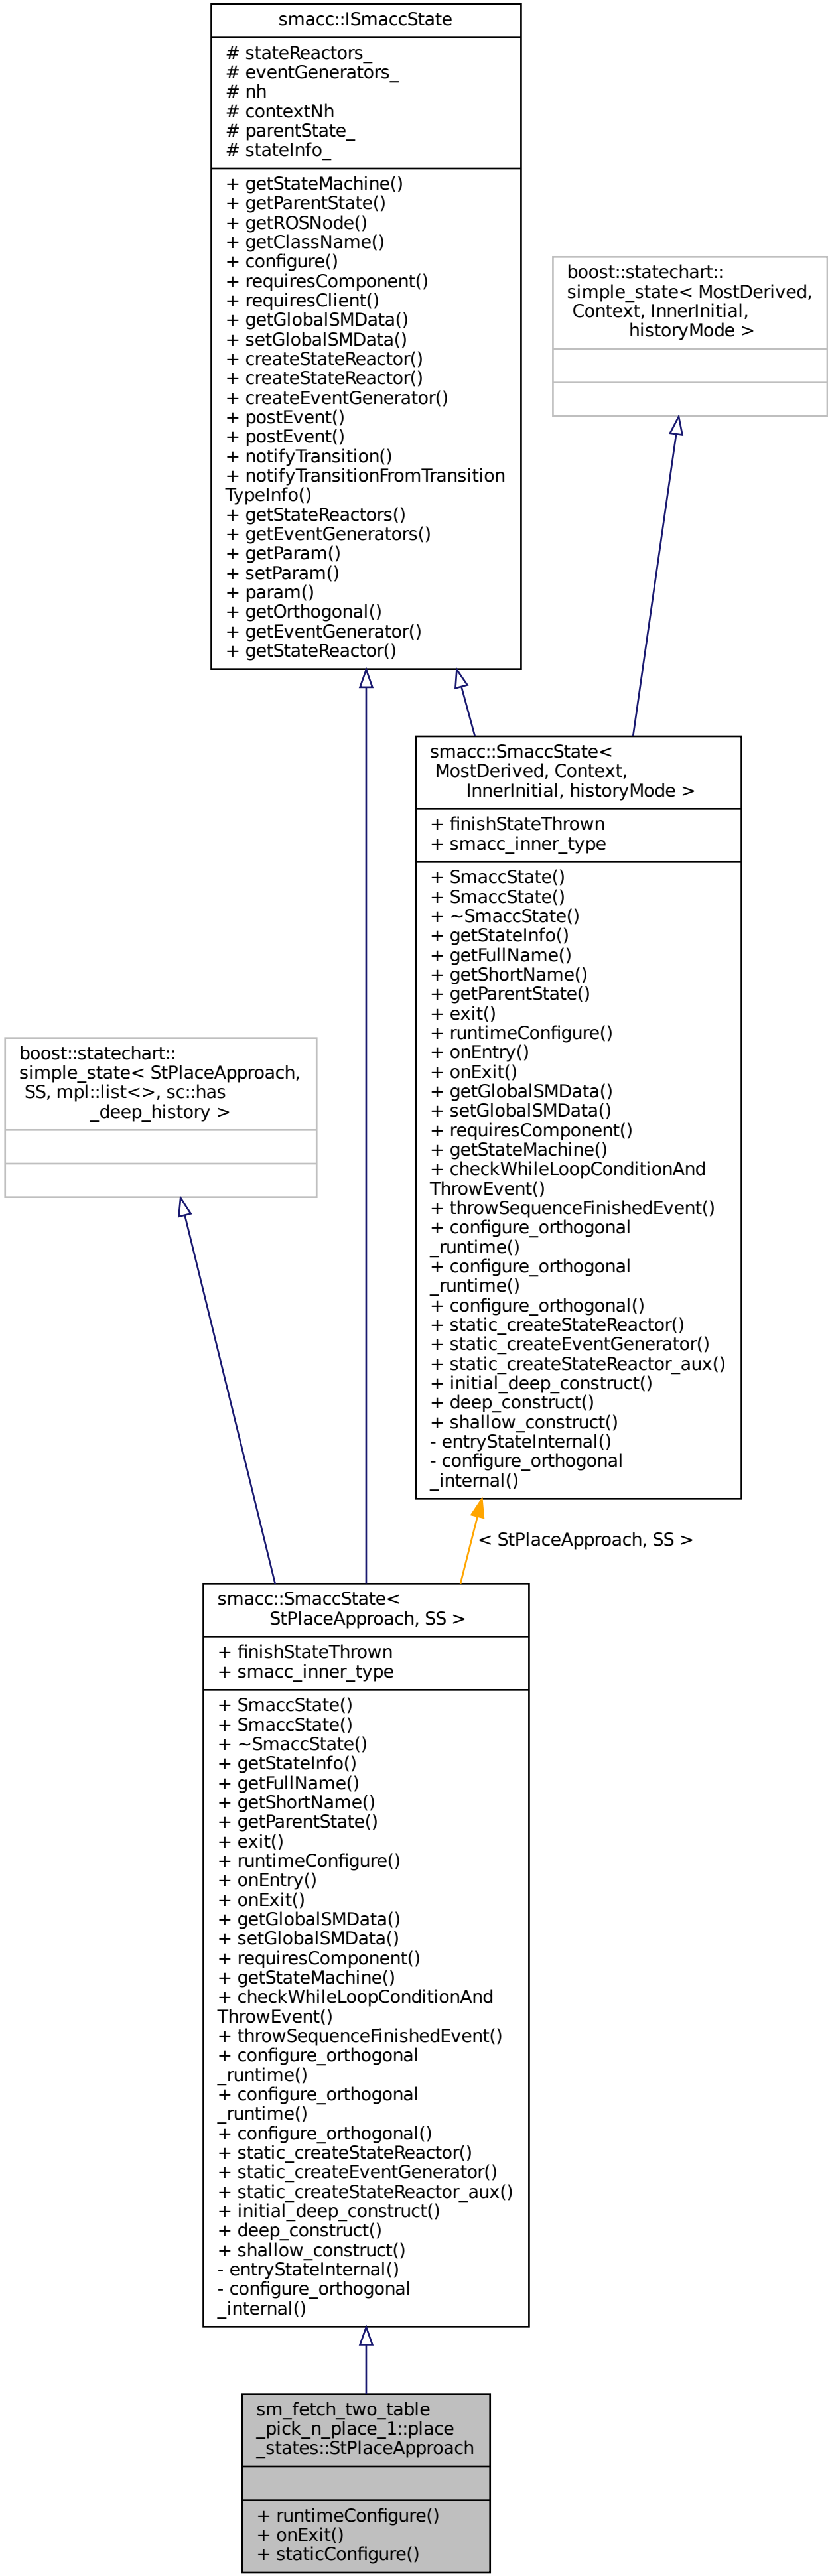 smacc::ISmaccState
# stateReactors_
# eventGenerators_
# nh
# contextNh
# parentState_
# stateInfo_
+ getStateMachine()
+ getParentState()
+ getROSNode()
+ getClassName()
+ configure()
+ requiresComponent()
+ requiresClient()
+ getGlobalSMData()
+ setGlobalSMData()
+ createStateReactor()
+ createStateReactor()
+ createEventGenerator()
+ postEvent()
+ postEvent()
+ notifyTransition()
+ notifyTransitionFromTransition
TypeInfo()
+ getStateReactors()
+ getEventGenerators()
+ getParam()
+ setParam()
+ param()
+ getOrthogonal()
+ getEventGenerator()
+ getStateReactor()
boost::statechart::
simple_state< MostDerived,
Context, InnerInitial,
historyMode >
smacc::SmaccState<
MostDerived, Context,
InnerInitial, historyMode >
+ finishStateThrown
+ smacc_inner_type
+ SmaccState()
+ SmaccState()
+ ~SmaccState()
+ getStateInfo()
+ getFullName()
+ getShortName()
+ getParentState()
+ exit()
+ runtimeConfigure()
+ onEntry()
+ onExit()
+ getGlobalSMData()
+ setGlobalSMData()
+ requiresComponent()
+ getStateMachine()
+ checkWhileLoopConditionAnd
ThrowEvent()
+ throwSequenceFinishedEvent()
+ configure_orthogonal
_runtime()
+ configure_orthogonal
_runtime()
+ configure_orthogonal()
+ static_createStateReactor()
+ static_createEventGenerator()
+ static_createStateReactor_aux()
+ initial_deep_construct()
+ deep_construct()
+ shallow_construct()
- entryStateInternal()
- configure_orthogonal
_internal()
boost::statechart::
simple_state< StPlaceApproach,
SS, mpl::list<>, sc::has
_deep_history >
< StPlaceApproach, SS >
smacc::SmaccState<
StPlaceApproach, SS >
+ finishStateThrown
+ smacc_inner_type
+ SmaccState()
+ SmaccState()
+ ~SmaccState()
+ getStateInfo()
+ getFullName()
+ getShortName()
+ getParentState()
+ exit()
+ runtimeConfigure()
+ onEntry()
+ onExit()
+ getGlobalSMData()
+ setGlobalSMData()
+ requiresComponent()
+ getStateMachine()
+ checkWhileLoopConditionAnd
ThrowEvent()
+ throwSequenceFinishedEvent()
+ configure_orthogonal
_runtime()
+ configure_orthogonal
_runtime()
+ configure_orthogonal()
+ static_createStateReactor()
+ static_createEventGenerator()
+ static_createStateReactor_aux()
+ initial_deep_construct()
+ deep_construct()
+ shallow_construct()
- entryStateInternal()
- configure_orthogonal
_internal()
sm_fetch_two_table
_pick_n_place_1::place
_states::StPlaceApproach
+ runtimeConfigure()
+ onExit()
+ staticConfigure()